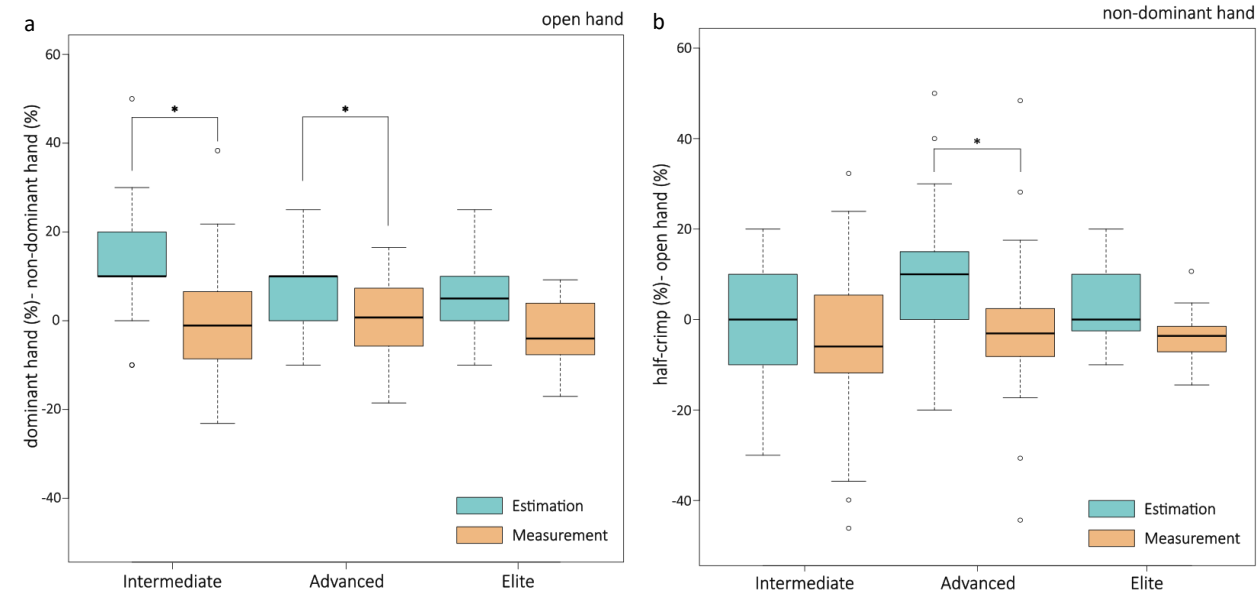 a
open hand
dominant hand (%)- non-dominant hand (%)
60
40
20
0
-20
-40
*
*
Estimation
Measurement
Intermediate
Advanced
Elite
b
non-dominant hand
half-crimp (%)- open hand (%)
60
40
20
0
-20
-40
*
Estimation
Measurement
Intermediate
Advanced
Elite